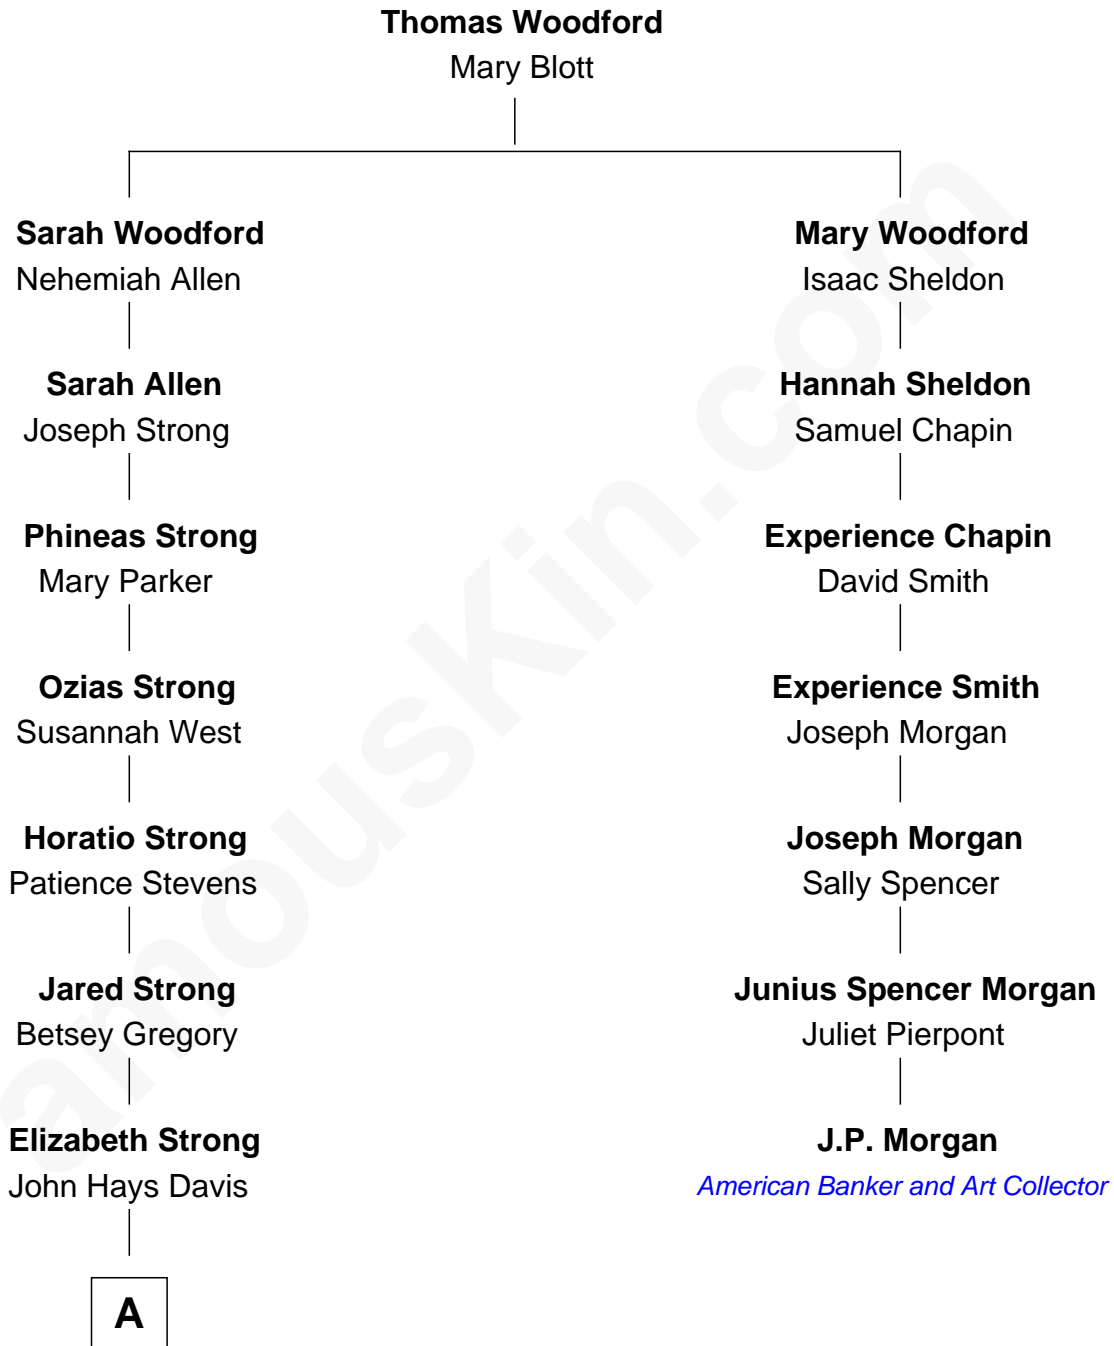 Thomas Woodford
Mary Blott
Sarah Woodford
Nehemiah Allen
Mary Woodford
Isaac Sheldon
Sarah Allen
Joseph Strong
Hannah Sheldon
Samuel Chapin
Phineas Strong
Mary Parker
Experience Chapin
David Smith
Ozias Strong
Susannah West
Experience Smith
Joseph Morgan
Horatio Strong
Patience Stevens
Joseph Morgan
Sally Spencer
Jared Strong
Betsey Gregory
Junius Spencer Morgan
Juliet Pierpont
Elizabeth Strong
John Hays Davis
J.P. Morgan
American Banker and Art Collector
A
amousKin.com